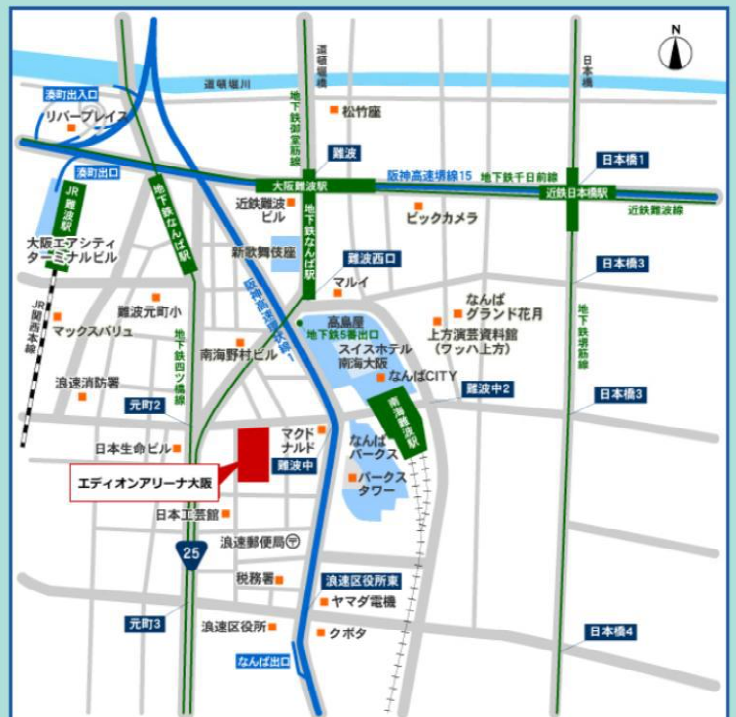 N
道頓堀橋
日本橋
道頓堀川
湊町出入口
リバープレイス
地下鉄御堂筋線
松竹座
難波
日本橋1
湊町出口
阪神高速堺線15
地下鉄千日前線
大阪難波駅
近鉄日本橋駅
近鉄難波線
JR難波駅
地下鉄なんば駅
近鉄難波
ビル
地下鉄なんば駅
ビックカメラ
大阪エアシティ
ターミナルビル
新歌舞伎座
難波西口
日本橋3
阪神高速環状線1
マルイ
JR関西本線
難波元町小
なんば
グランド花月
マックスバリュ
地下鉄四ツ橋線
高島屋
地下鉄5番出口
上方演芸資料館
(ワッハ上方)
地下鉄堺筋線
南海野村ビル
スイスホテル
南海大阪
なんばCITY
浪速消防署
難波中2
日本橋3
元町2
南海難波駅
マクド
ナルド
なんば
パークス
日本生命ビル
難波中
エディオンアリーナ大阪
パークス
タワー
日本工芸館
浪速郵便局
25
税務署
浪速区役所東
ヤマダ電機
元町3
浪速区役所
クボタ
日本橋4
なんば出口